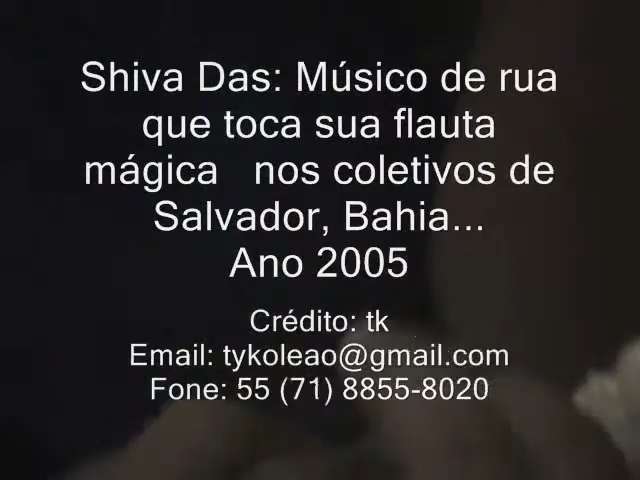 Shiva Das: Músico de rua
que toca sua flauta
mágica   nos coletivos de
Salvador, Bahia...
Ano 2005
Crédito: tk
Email: tykoleao@gmail.com
Fone: 55 (71) 8855-8020